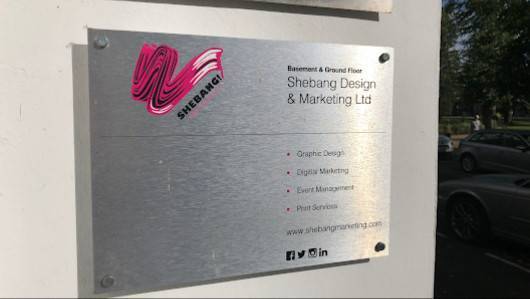 SHEBANG!
Basement & Ground Floor
Shebang Design
& Marketing Ltd
Graphic Design
Digital Marketing
Event Management
Print Services
www.shebangmarketing.com